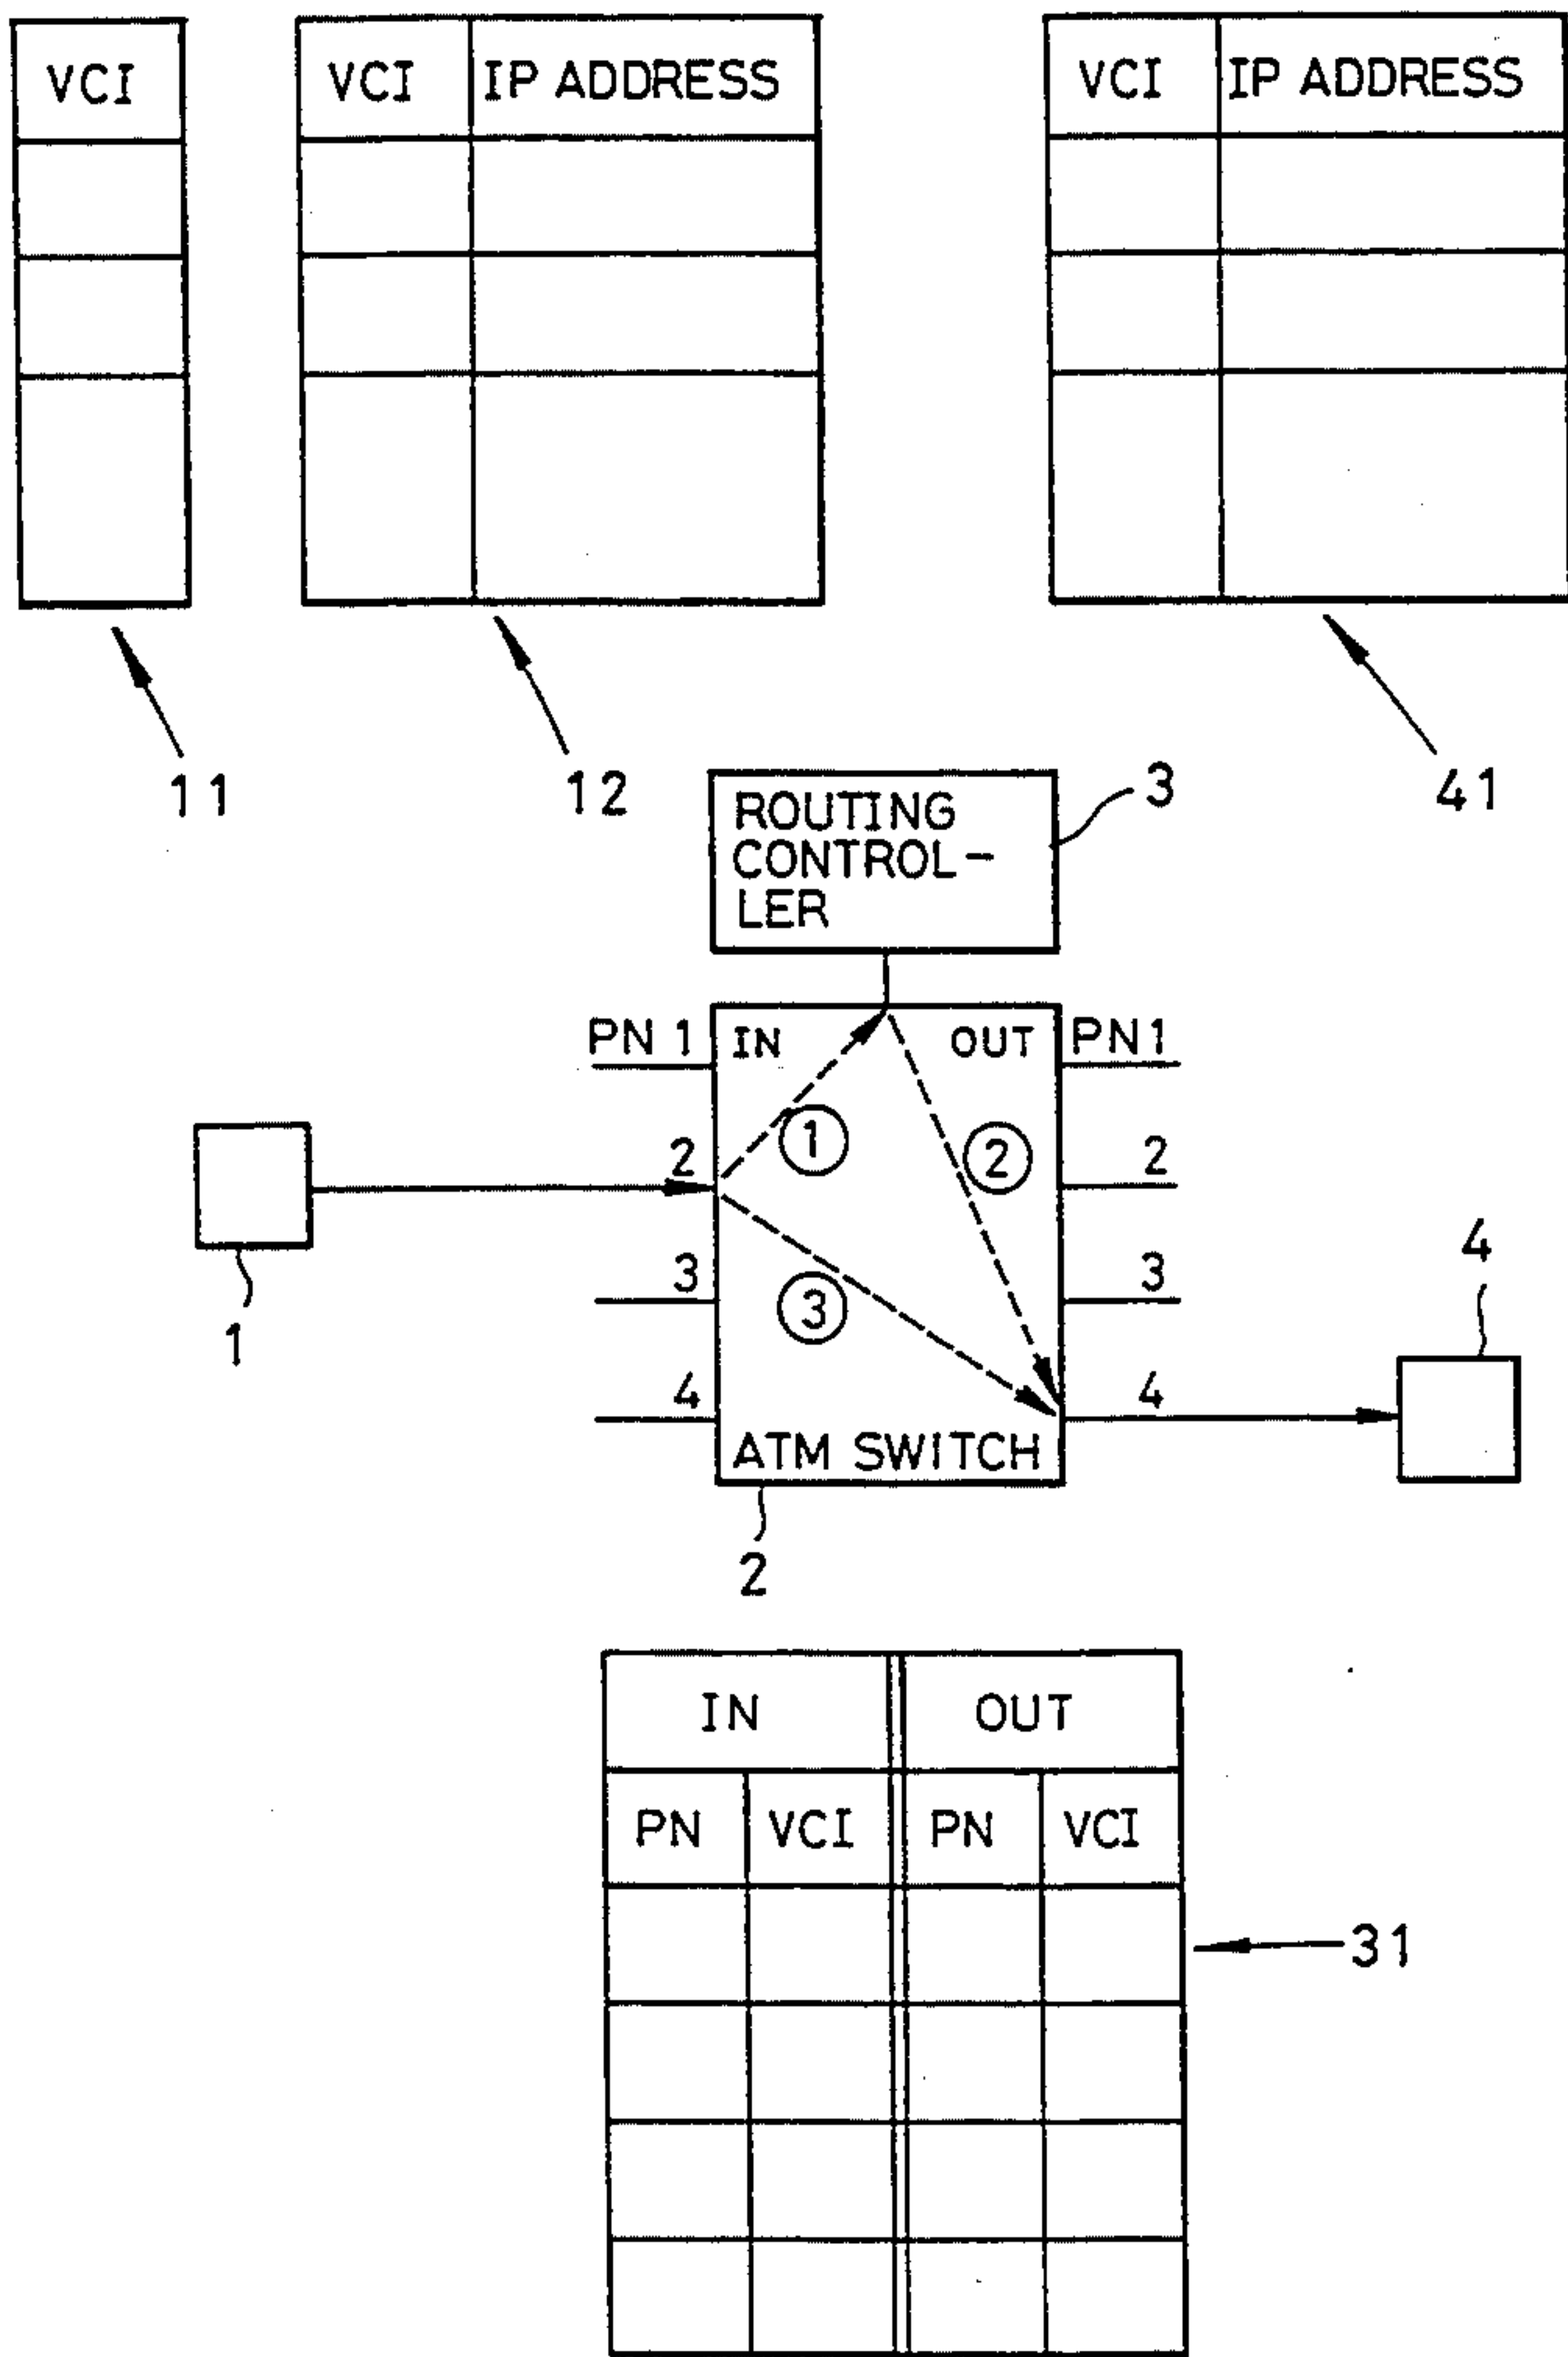 VCI
VCI IP ADDRESS
VCI IP ADDRESS
11
12
41
ROUTING
CONTROL-
LER
3
PN 1
IN
OUT
PN1
1
2
2
2
3
3
3
4
4
ATM SWITCH
1
4
2
IN OUT
PN VCI PN VCI
31